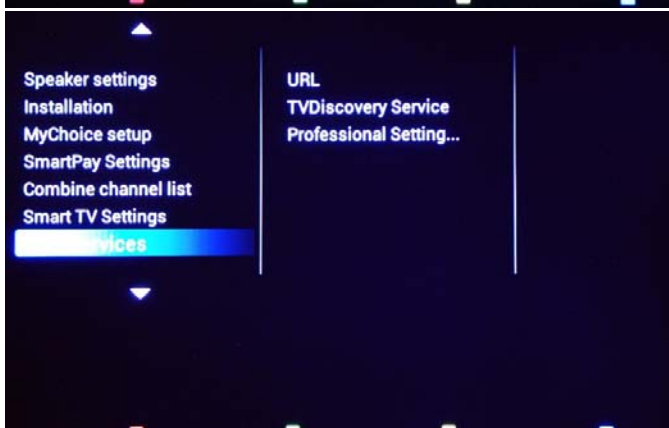 Speaker settings
Installation
MyChoice setup
SmartPay Settings
Combine channel list
Smart TV Settings
URL
TVDiscovery Service
Professional Setting...